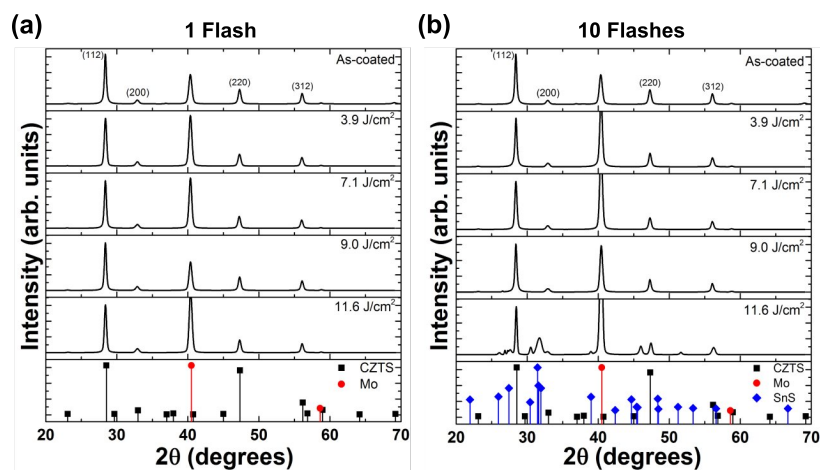 (a)
1 Flash
(112)
(200)
(220)
(312)
As-coated
3.9 J/cm²
7.1 J/cm²
9.0 J/cm²
11.6 J/cm²
CZTS
Mo
20 30 40 50 60 70
2θ (degrees)
Intensity (arb. units)
(b)
10 Flashes
(112)
(200)
(220)
(312)
As-coated
3.9 J/cm²
7.1 J/cm²
9.0 J/cm²
11.6 J/cm²
CZTS
Mo
SnS
20 30 40 50 60 70
2θ (degrees)
Intensity (arb. units)